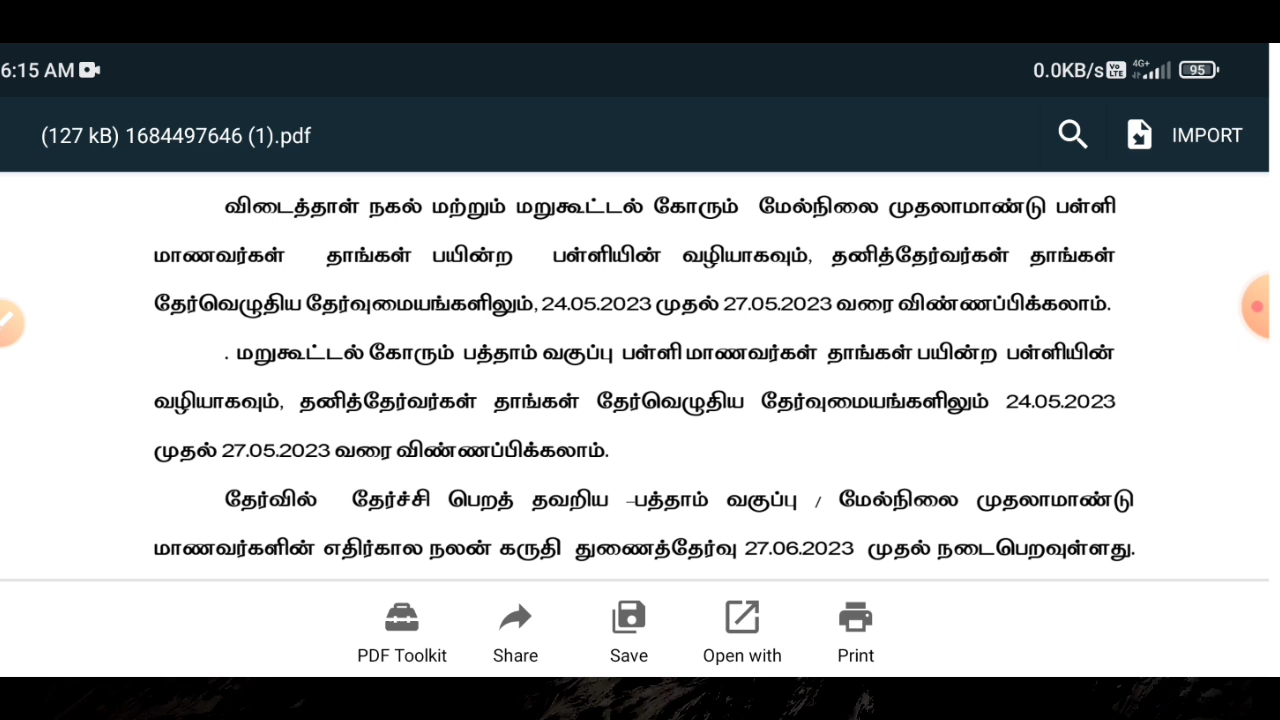 6:15 AM 0.0KB/s Vo LTE 4G+ 95
(127 kB) 1684497646 (1).pdf IMPORT
விடைத்தாள் நகல் மற்றும் மறுகூட்டல் கோரும் மேல்நிலை முதலாமாண்டு பள்ளி
மாணவர்கள் தாங்கள் பயின்ற பள்ளியின் வழியாகவும், தனித்தேர்வர்கள் தாங்கள்
தேர்வெழுதிய தேர்வுமையங்களிலும், 24.05.2023 முதல் 27.05.2023 வரை விண்ணப்பிக்கலாம்.
. மறுகூட்டல் கோரும் பத்தாம் வகுப்பு பள்ளி மாணவர்கள் தாங்கள் பயின்ற பள்ளியின்
வழியாகவும், தனித்தேர்வர்கள் தாங்கள் தேர்வெழுதிய தேர்வுமையங்களிலும் 24.05.2023
முதல் 27.05.2023 வரை விண்ணப்பிக்கலாம்.
தேர்வில் தேர்ச்சி பெறத் தவறிய –பத்தாம் வகுப்பு / மேல்நிலை முதலாமாண்டு
மாணவர்களின் எதிர்கால நலன் கருதி துணைத்தேர்வு 27.06.2023 முதல் நடைபெறவுள்ளது.
PDF Toolkit Share Save Open with Print